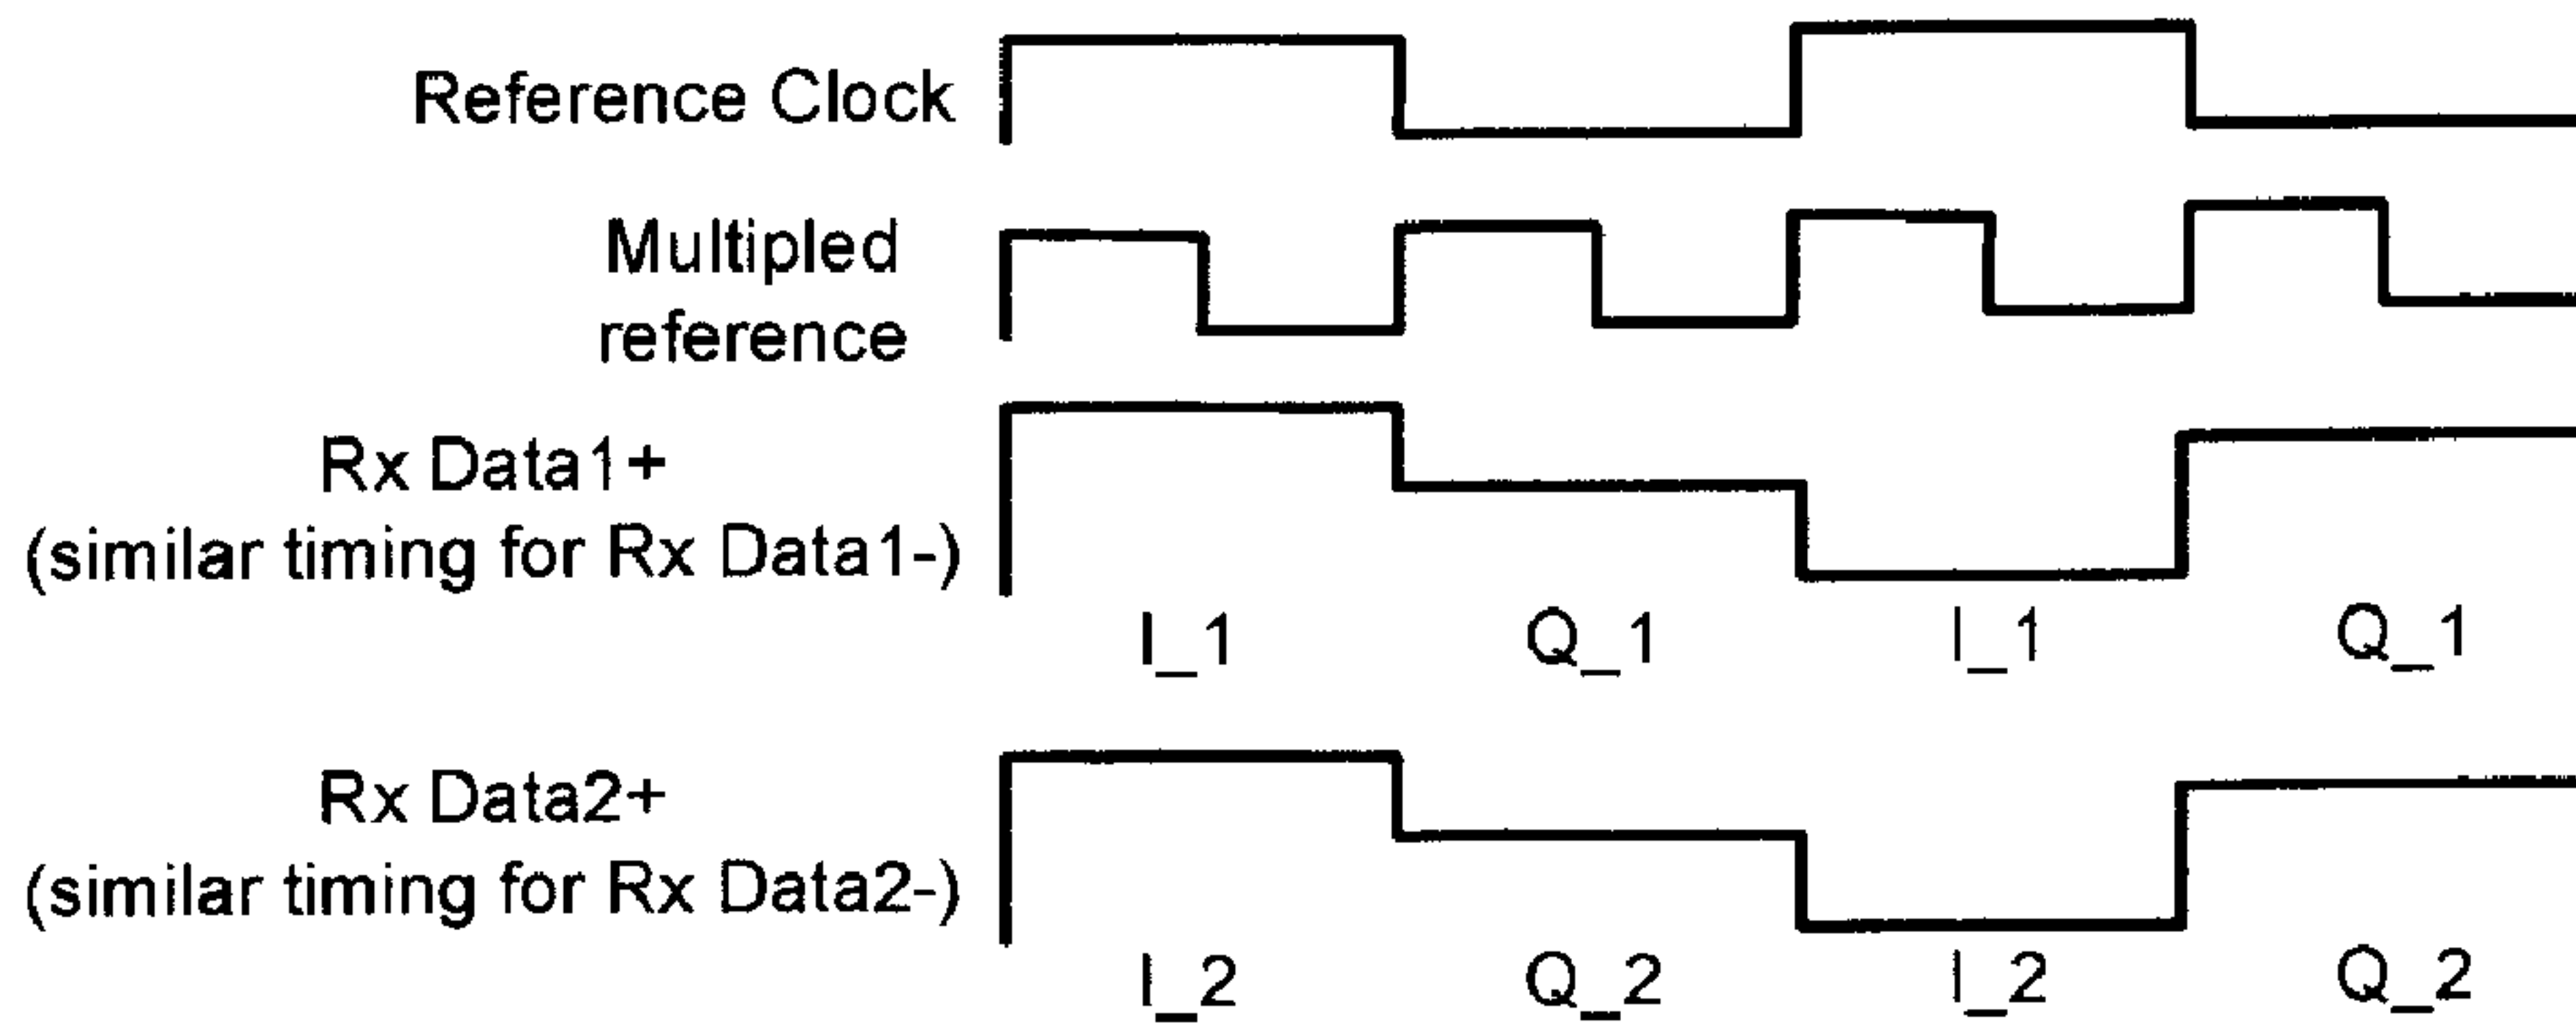 Reference Clock
Multipled
reference
Rx Data1+
(similar timing for Rx Data1-)
I_1 Q_1 I_1 Q_1
Rx Data2+
(similar timing for Rx Data2-)
I_2 Q_2 I_2 Q_2